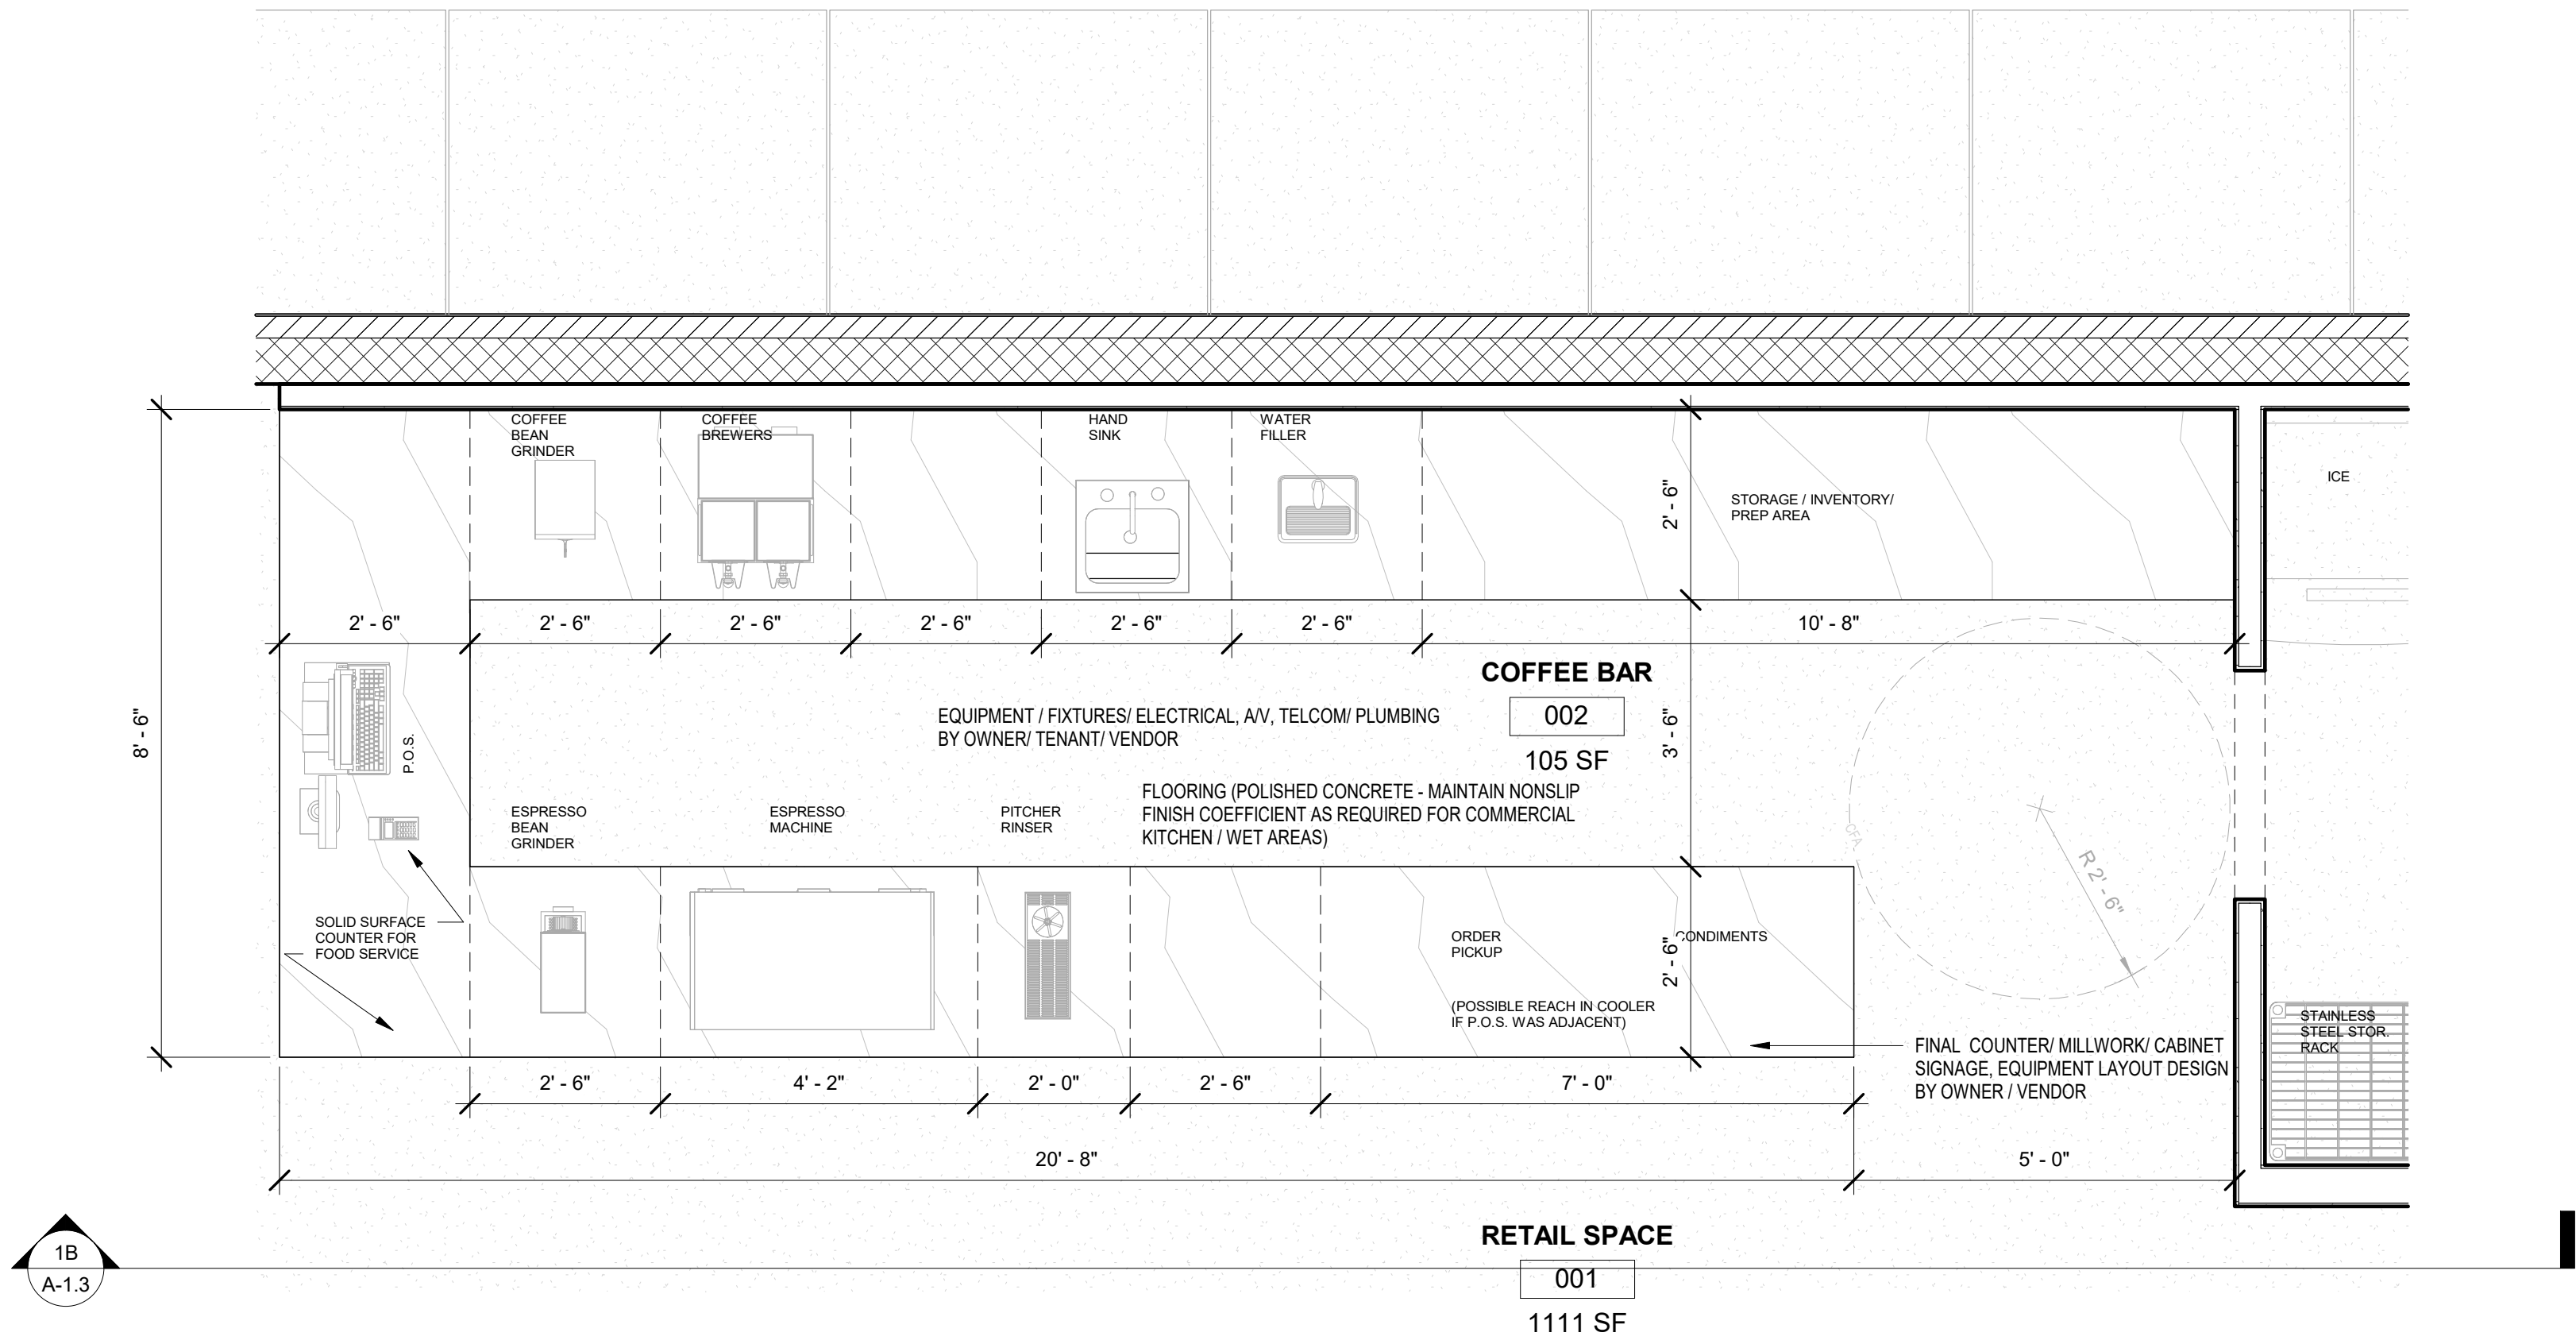 COFFEE
BEAN
GRINDER
COFFEE
BREWERS
HAND
SINK
WATER
FILLER
2' - 6"
STORAGE / INVENTORY/
PREP AREA
ICE
2' - 6"
2' - 6"
2' - 6"
2' - 6"
2' - 6"
2' - 6"
10' - 8"
8' - 6"
P.O.S.
COFFEE BAR
002
105 SF
3' - 6"
EQUIPMENT / FIXTURES/ ELECTRICAL, A/V, TELCOM/ PLUMBING
BY OWNER/ TENANT/ VENDOR
FLOORING (POLISHED CONCRETE - MAINTAIN NONSLIP
FINISH COEFFICIENT AS REQUIRED FOR COMMERCIAL
KITCHEN / WET AREAS)
ESPRESSO
BEAN
GRINDER
ESPRESSO
MACHINE
PITCHER
RINSER
CFA
R 2' - 6"
SOLID SURFACE
COUNTER FOR
FOOD SERVICE
ORDER
PICKUP
2' - 6"
CONDIMENTS
(POSSIBLE REACH IN COOLER
IF P.O.S. WAS ADJACENT)
STAINLESS
STEEL STOR.
RACK
FINAL COUNTER/ MILLWORK/ CABINET
SIGNAGE, EQUIPMENT LAYOUT DESIGN
BY OWNER / VENDOR
2' - 6"
4' - 2"
2' - 0"
2' - 6"
7' - 0"
20' - 8"
5' - 0"
RETAIL SPACE
001
1111 SF
1B
A-1.3